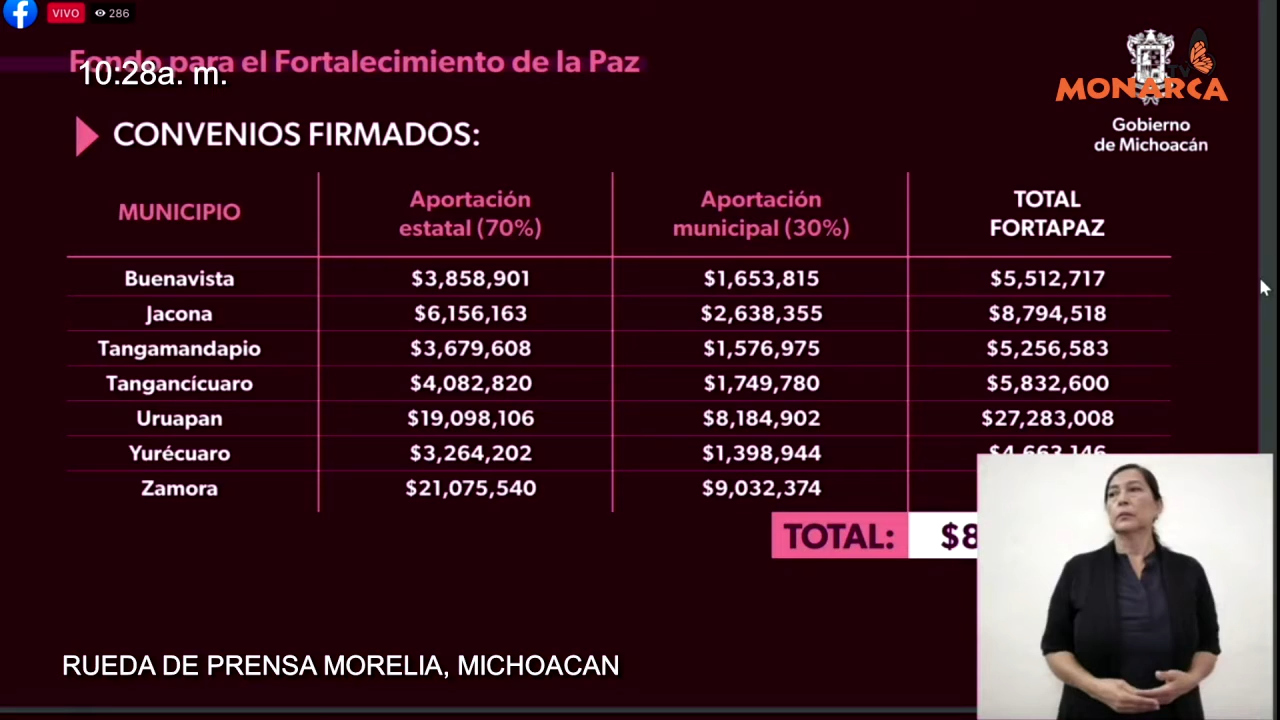 VIVO 286
Fondo para el Fortalecimiento de la Paz
10:28a. m.
TV
MONARCA
Gobierno
de Michoacán
CONVENIOS FIRMADOS:
MUNICIPIO Aportación estatal (70%) Aportación municipal (30%) TOTAL FORTAPAZ
Buenavista $3,858,901 $1,653,815 $5,512,717
Jacona $6,156,163 $2,638,355 $8,794,518
Tangamandapio $3,679,608 $1,576,975 $5,256,583
Tangancícuaro $4,082,820 $1,749,780 $5,832,600
Uruapan $19,098,106 $8,184,902 $27,283,008
Yurécuaro $3,264,202 $1,398,944 $4,663,146
Zamora $21,075,540 $9,032,374
TOTAL: $8
RUEDA DE PRENSA MORELIA, MICHOACAN